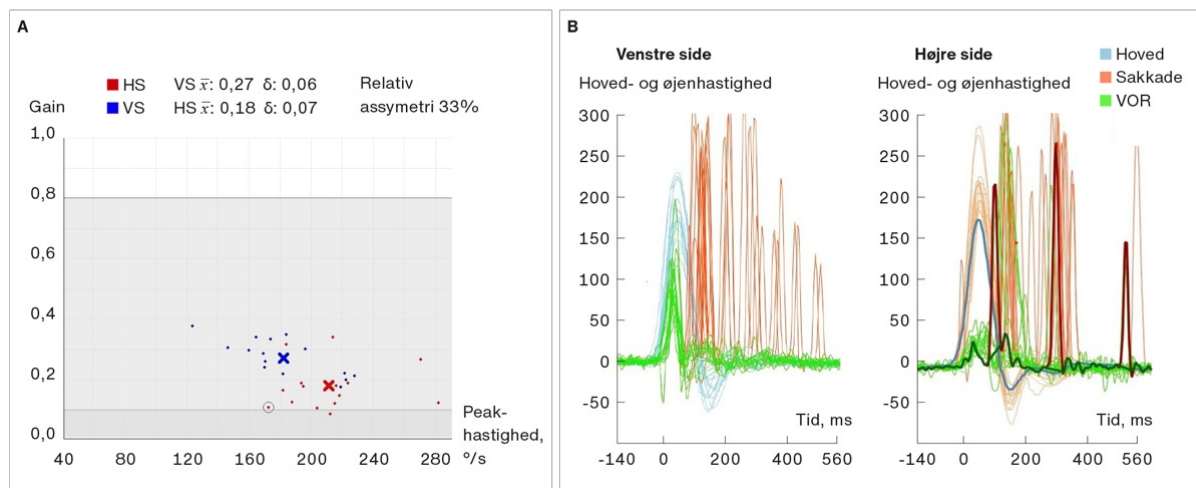 A
HS VS x̄: 0,27 δ: 0,06 Relativ
Gain VS HS x̄: 0,18 δ: 0,07 assymetri 33%
1,0
0,8
0,6
0,4
0,2
0,0
Peak-
hastighed,
°/s
40 80 120 160 200 240 280
B
Venstre side
Hoved- og øjenhastighed
300
250
200
150
100
50
0
-50
Tid, ms
-140 0 200 400 560
Højre side
Hoved- og øjenhastighed
300
250
200
150
100
50
0
-50
Tid, ms
-140 0 200 400 560
Hoved
Sakkade
VOR